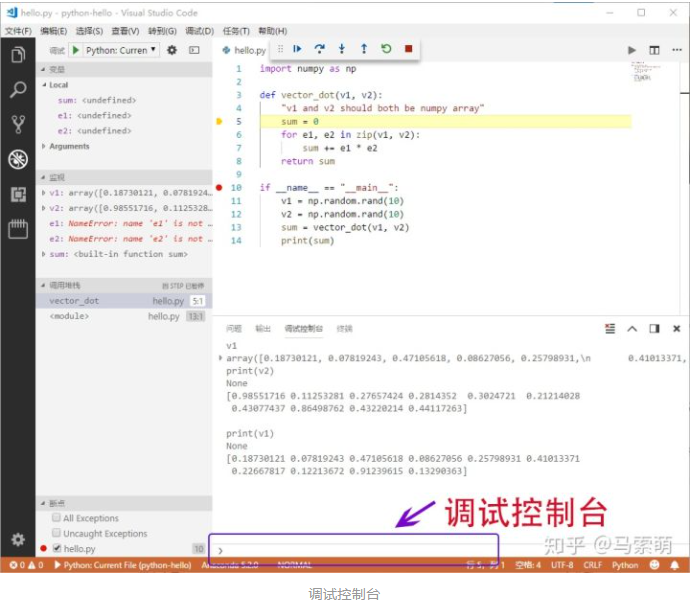 hello.py - python-hello - Visual Studio Code
文件(F) 编辑(E) 选择(S) 查看(V) 转到(G) 调试(D) 任务(T) 帮助(H)
调试 Python: Curren
hello.py
变量
Local
sum: <undefined>
e1: <undefined>
e2: <undefined>
Arguments
监视
v1: array([0.18730121, 0.0781924…
v2: array([0.98551716, 0.1125328…
e1: NameError: name 'e1' is not …
e2: NameError: name 'e2' is not …
sum: <built-in function sum>
调用堆栈 因 STEP 已暂停
vector_dot hello.py 5:1
<module> hello.py 13:1
断点
All Exceptions
Uncaught Exceptions
hello.py 10
1 import numpy as np
2
3 def vector_dot(v1, v2):
4 "v1 and v2 should both be numpy array"
5 sum = 0
6 for e1, e2 in zip(v1, v2):
7 sum += e1 * e2
8 return sum
9
10 if __name__ == "__main__":
11 v1 = np.random.rand(10)
12 v2 = np.random.rand(10)
13 sum = vector_dot(v1, v2)
14 print(sum)
问题 输出 调试控制台 终端
v1
array([0.18730121, 0.07819243, 0.47105618, 0.08627056, 0.25798931,\n 0.41013371,
print(v2)
None
[0.98551716 0.11253281 0.27657424 0.2814352 0.3024721 0.21214028
0.43077437 0.86498762 0.43220214 0.44117263]
print(v1)
None
[0.18730121 0.07819243 0.47105618 0.08627056 0.25798931 0.41013371
0.22667817 0.12213672 0.91239615 0.13290363]
调试控制台
知乎 @马索萌
0 0 Python: Current File (python-hello) Anaconda 5.2.0 NORMAL 行 5，列 1 空格: 4 UTF-8 CRLF Python
调试控制台